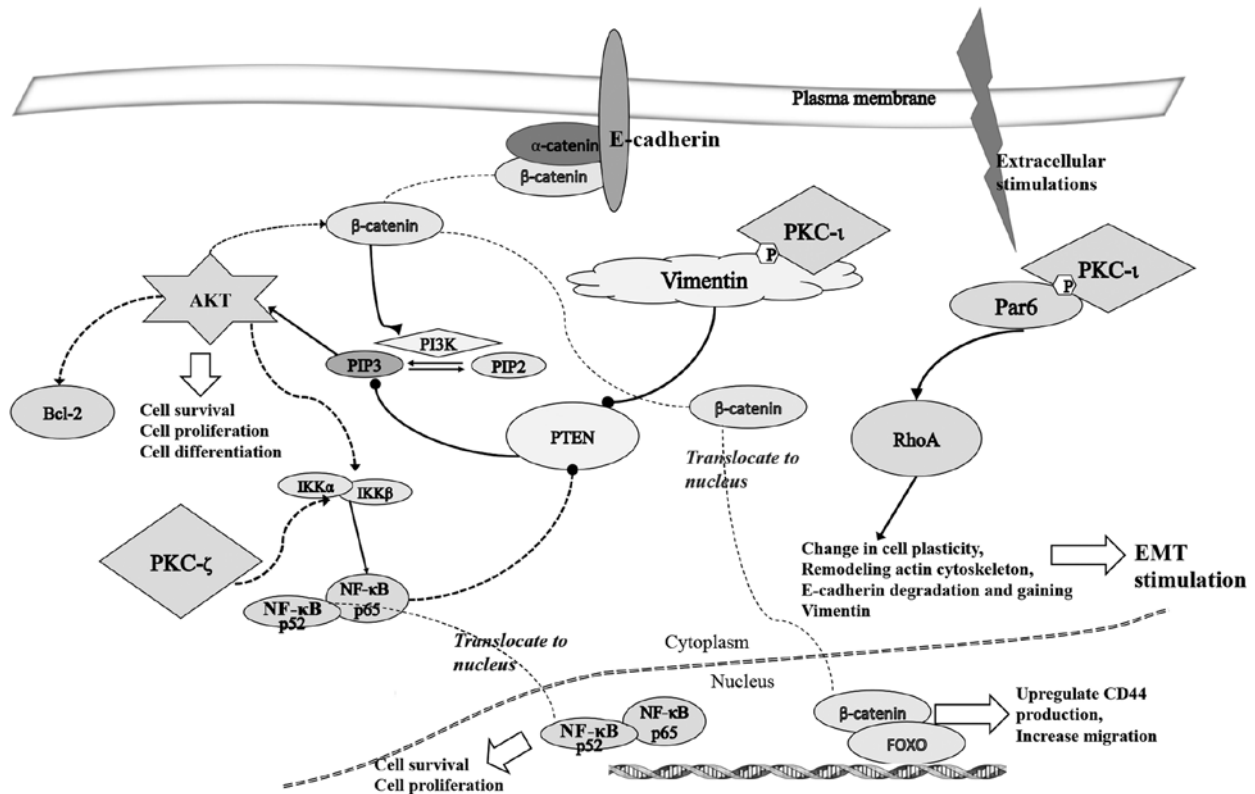 Plasma membrane
α-catenin
E-cadherin
β-catenin
Extracellular
stimulations
β-catenin
PKC-ι
P
Vimentin
PKC-ι
P
Par6
AKT
PI3K
PIP3
PIP2
Bcl-2
Cell survival
Cell proliferation
Cell differentiation
β-catenin
PTEN
RhoA
Translocate to
nucleus
IKKα
IKKβ
PKC-ζ
Change in cell plasticity,
Remodeling actin cytoskeleton,
E-cadherin degradation and gaining
Vimentin
EMT
stimulation
NF-κB
p65
NF-κB
p52
Translocate to
nucleus
Cytoplasm
Nucleus
NF-κB
p65
NF-κB
p52
β-catenin
FOXO
Upregulate CD44
production,
Increase migration
Cell survival
Cell proliferation